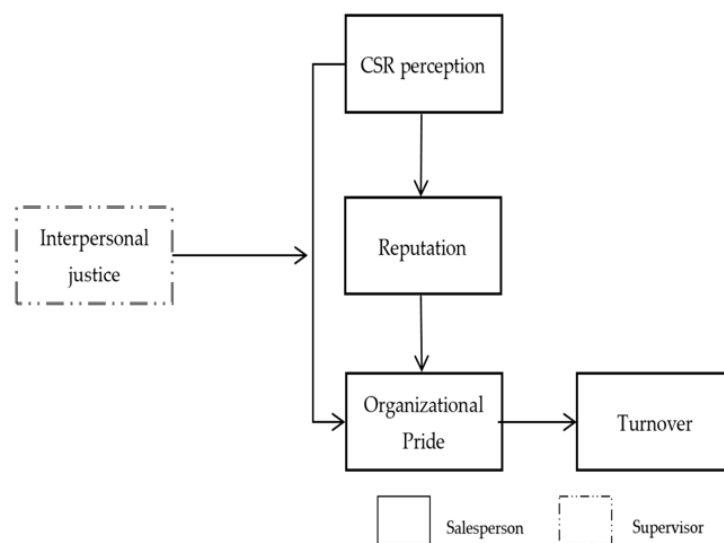 CSR perception
Interpersonal
justice
Reputation
Organizational
Pride
Turnover
Salesperson
Supervisor